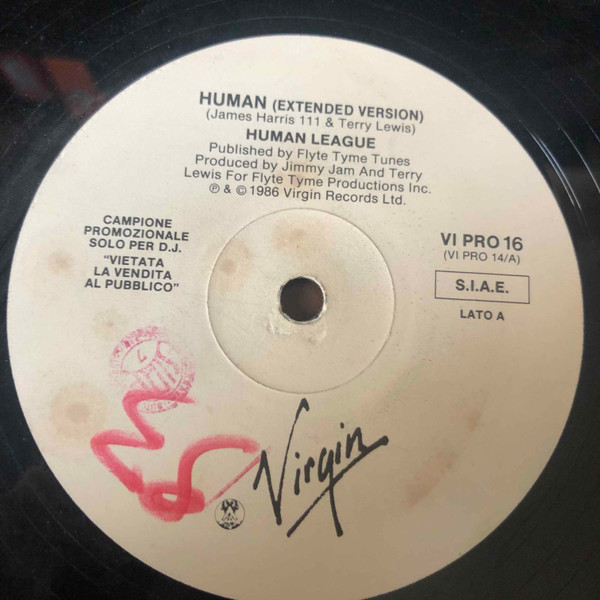 HUMAN (EXTENDED VERSION)
(James Harris 111 & Terry Lewis)
HUMAN LEAGUE
Published by Flyte Tyme Tunes
Produced by Jimmy Jam And Terry
Lewis For Flyte Tyme Productions Inc.
℗ & © 1986 Virgin Records Ltd.
CAMPIONE
PROMOZIONALE
SOLO PER D.J.
"VIETATA
LA VENDITA
AL PUBBLICO"
VI PRO 16
(VI PRO 14/A)
S.I.A.E.
LATO A
Virgin